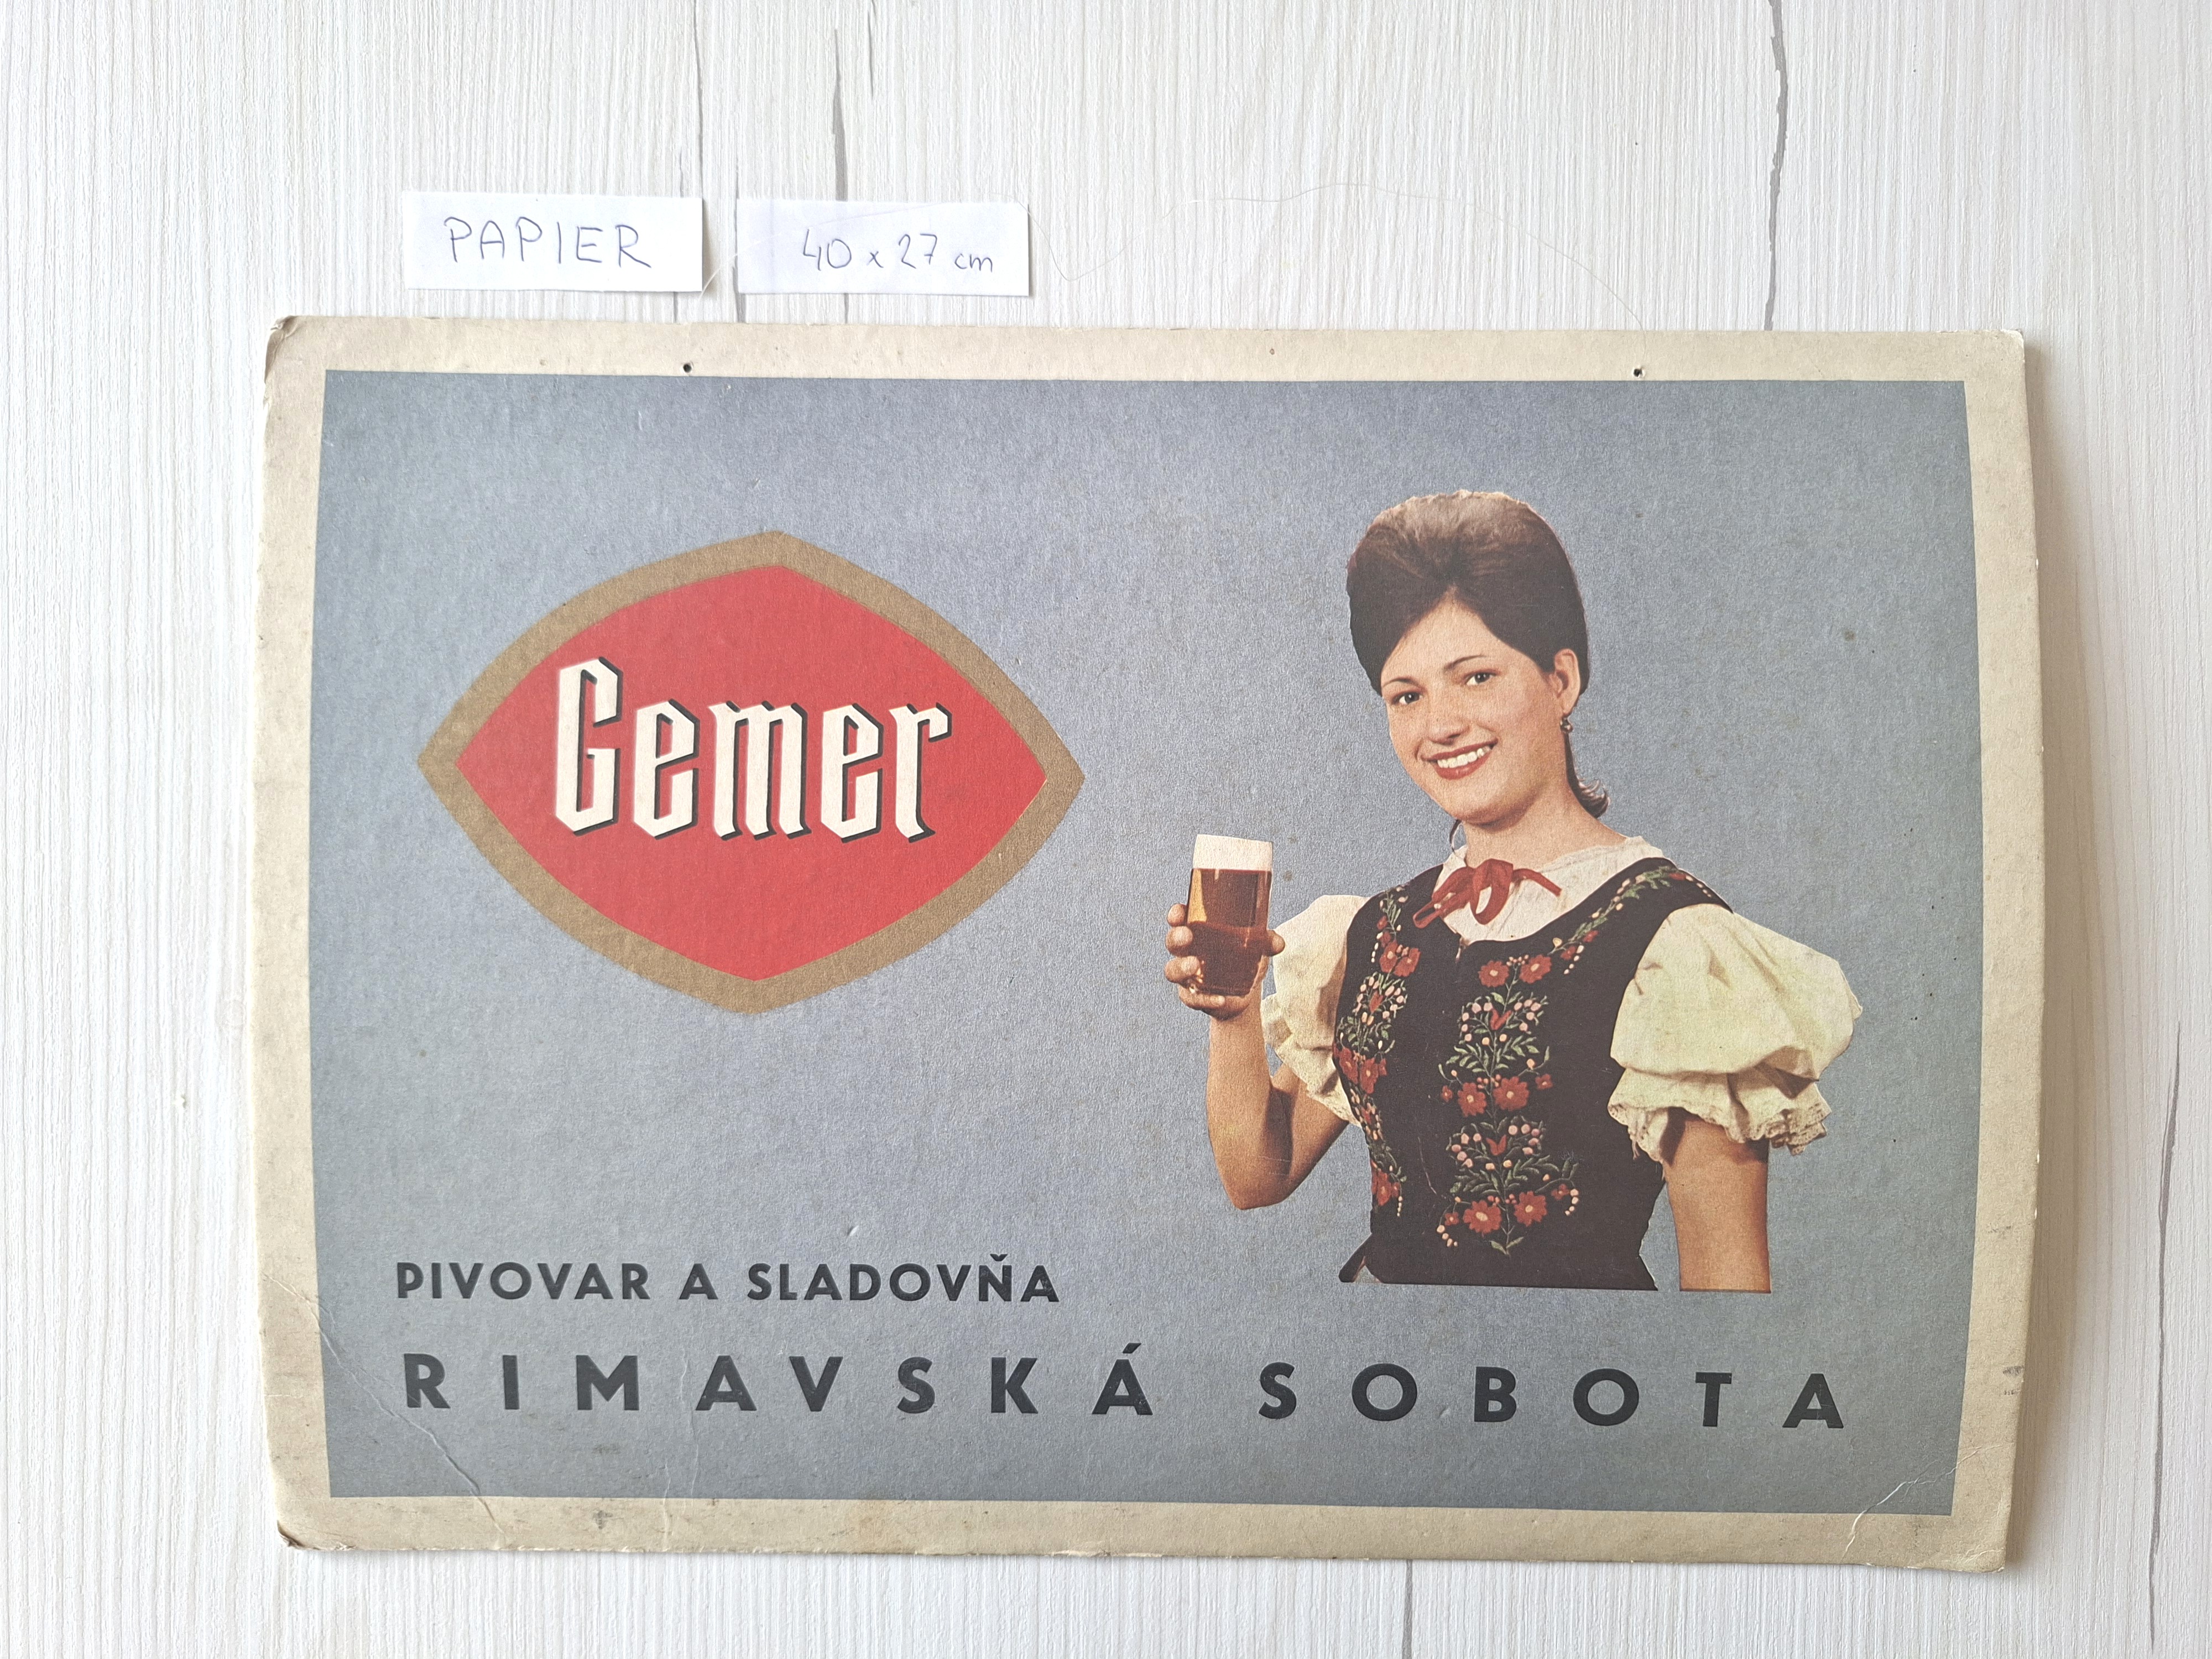 PAPIER
40 x 27 cm
Gemer
PIVOVAR A SLADOVŇA
RIMAVSKÁ SOBOTA